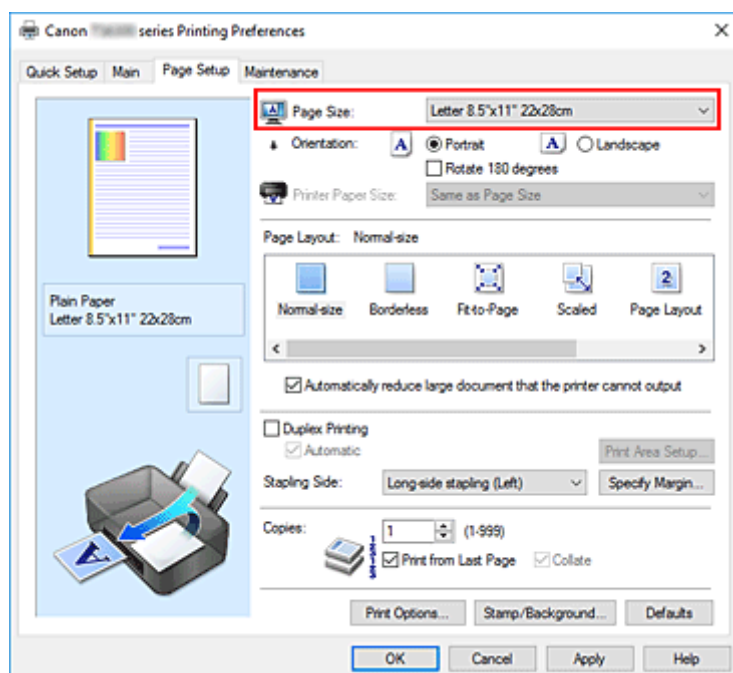 Canon series Printing Preferences
Quick Setup Main Page Setup Maintenance
Page Size: Letter 8.5"x11" 22x28cm
Orientation: A Portrait A Landscape
Rotate 180 degrees
Printer Paper Size: Same as Page Size
Page Layout: Normal-size
2
Normal-size Borderless Fit-to-Page Scaled Page Layout
Plain Paper
Letter 8.5"x11" 22x28cm
Automatically reduce large document that the printer cannot output
Duplex Printing
Automatic
Print Area Setup...
Stapling Side: Long-side stapling (Left) Specify Margin...
Copies: 1 (1-999)
Print from Last Page Collate
A
Print Options... Stamp/Background... Defaults
OK Cancel Apply Help